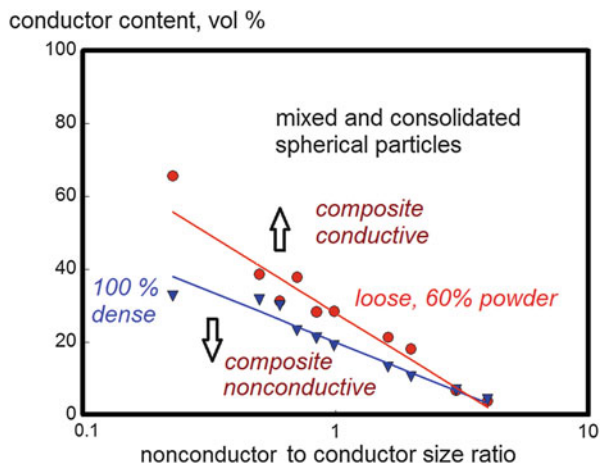 conductor content, vol %
100
80
60
40
20
0
mixed and consolidated
spherical particles
composite
conductive
100 %
dense
loose, 60% powder
composite
nonconductive
0.1
1
10
nonconductor to conductor size ratio